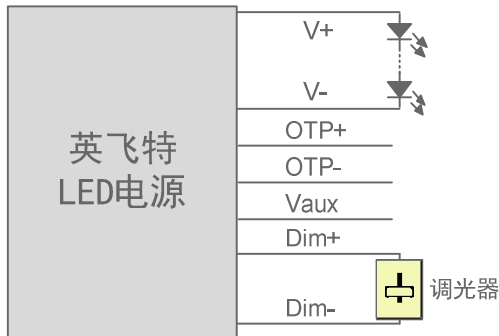 V+
V-
OTP+
OTP-
Vaux
Dim+
Dim-
英飞特
LED电源
调光器